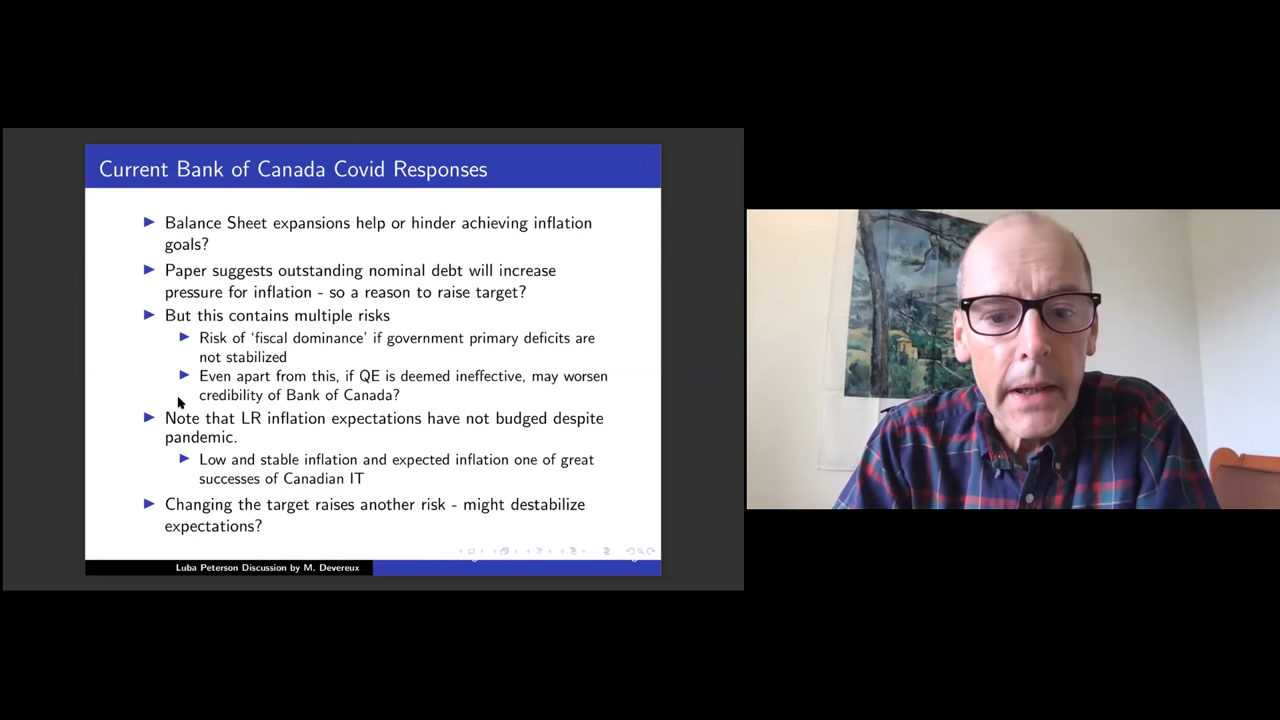 Current Bank of Canada Covid Responses
Balance Sheet expansions help or hinder achieving inflation
goals?
Paper suggests outstanding nominal debt will increase
pressure for inflation - so a reason to raise target?
But this contains multiple risks
Risk of ‘fiscal dominance’ if government primary deficits are
not stabilized
Even apart from this, if QE is deemed ineffective, may worsen
credibility of Bank of Canada?
Note that LR inflation expectations have not budged despite
pandemic.
Low and stable inflation and expected inflation one of great
successes of Canadian IT
Changing the target raises another risk - might destabilize
expectations?
Luba Peterson Discussion by M. Devereux